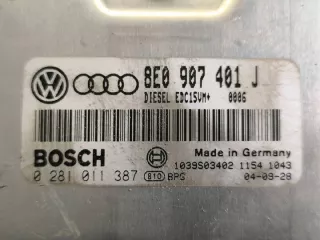 8E0 907 401 J
DIESEL EDC15VM+ 0006
BOSCH
Made in Germany
1039S03402 1154 1043
0 281 011 387 810 BPS 04-09-28